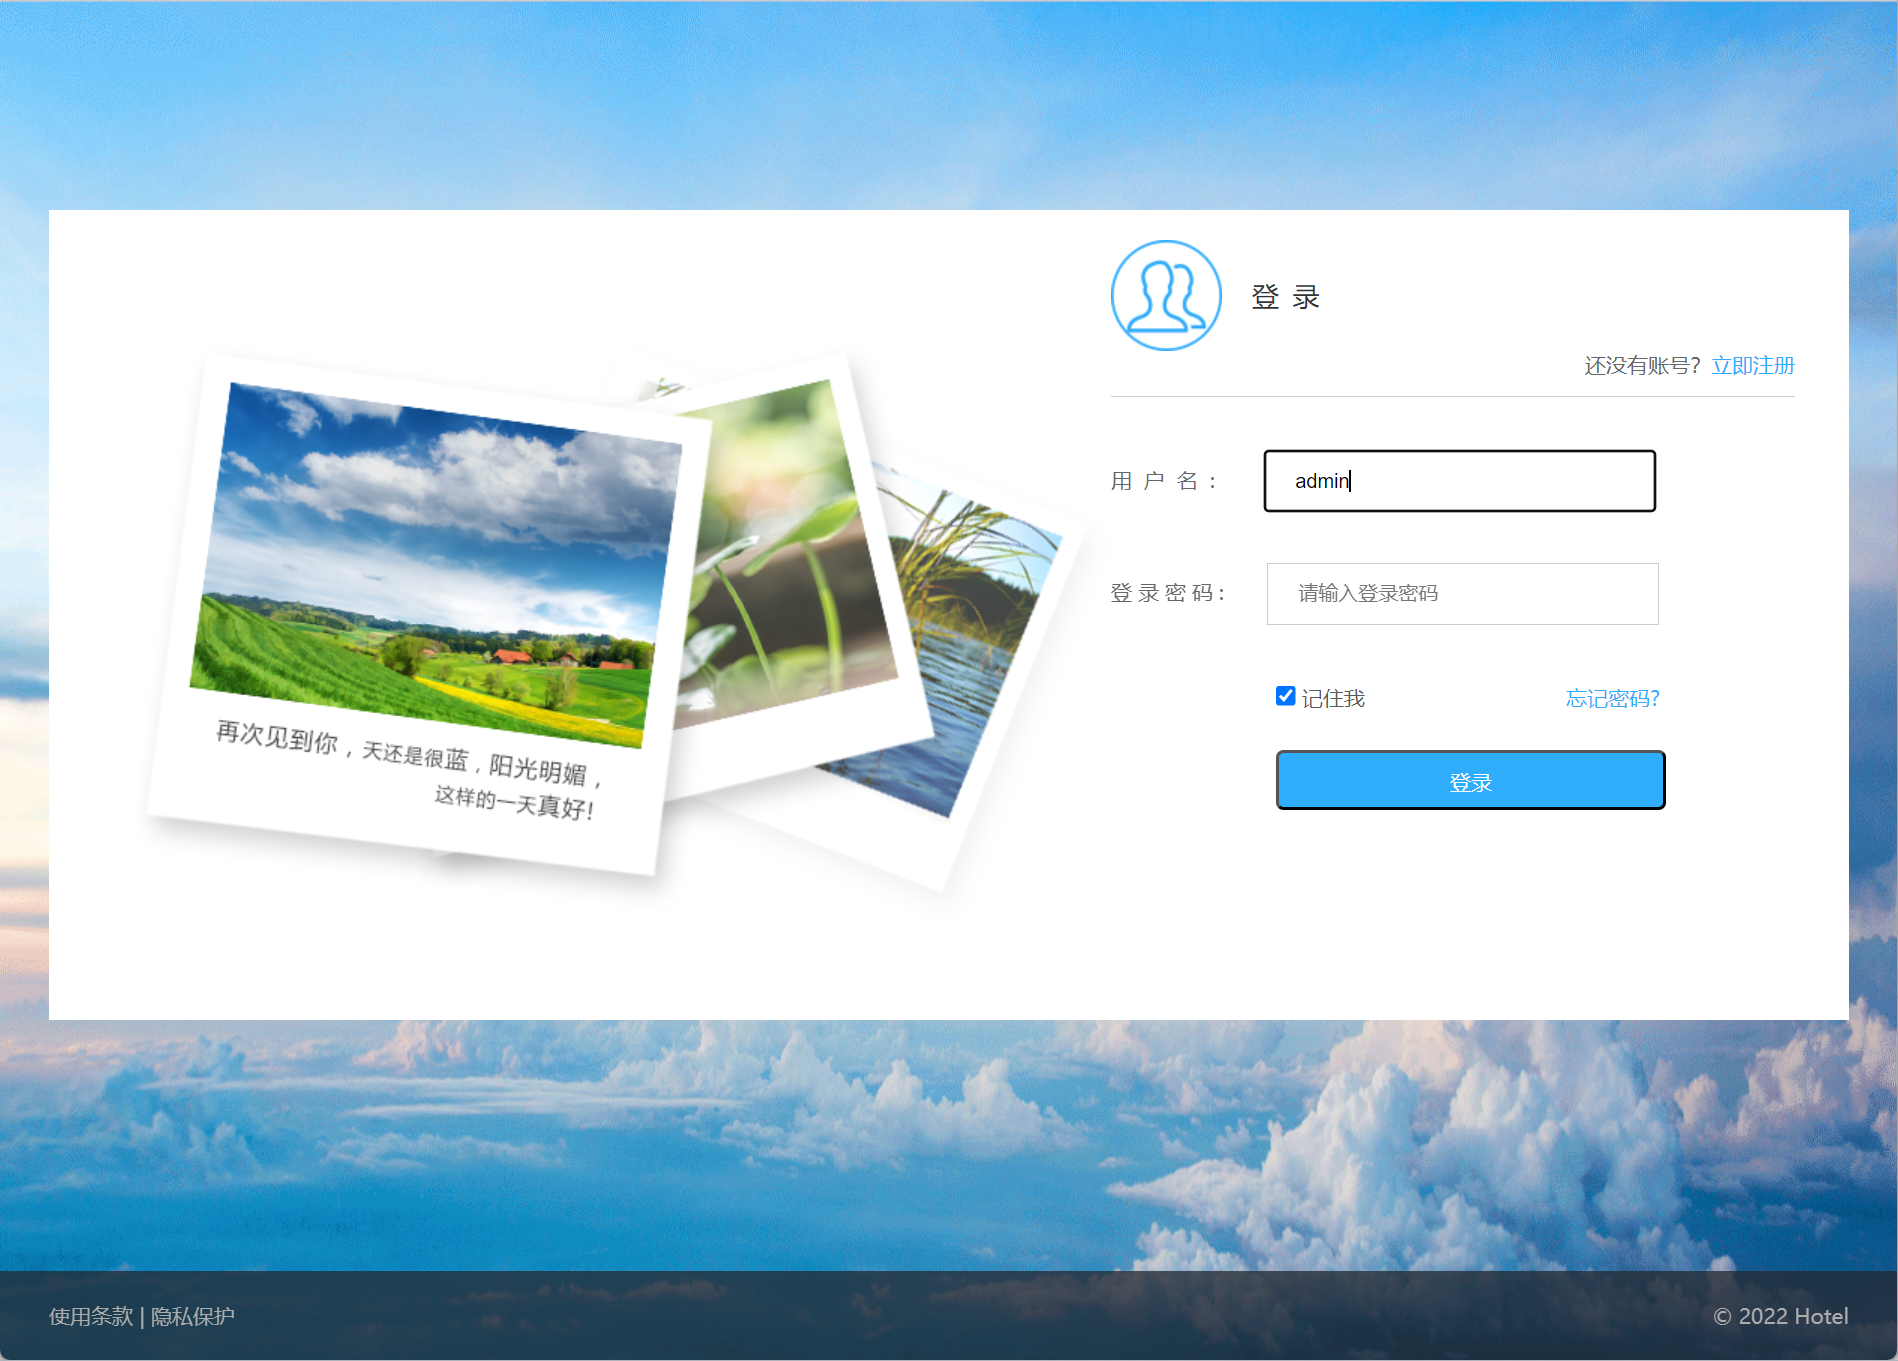 登 录
还没有账号? 立即注册
用 户 名 : admin
登 录 密 码 : 请输入登录密码
记住我 忘记密码?
登录
再次见到你，天还是很蓝，阳光明媚，
这样的一天真好!
使用条款 | 隐私保护
© 2022 Hotel